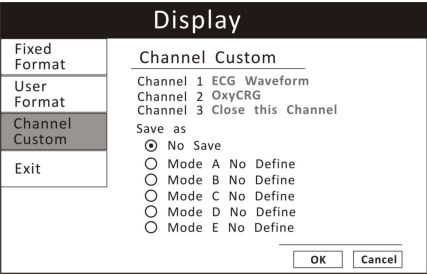 Display
Fixed
Format
User
Format
Channel
Custom
Exit
Channel Custom
Channel 1 ECG Waveform
Channel 2 OxyCRG
Channel 3 Close this Channel
Save as
No Save
Mode A No Define
Mode B No Define
Mode C No Define
Mode D No Define
Mode E No Define
OK Cancel